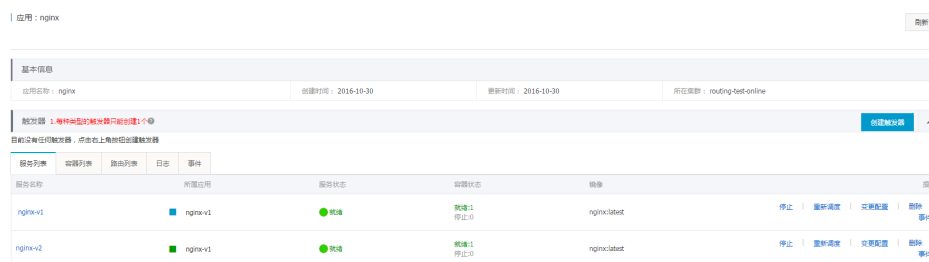 应用：nginx
刷新
基本信息
应用名称： nginx 创建时间： 2016-10-30 更新时间： 2016-10-30 所在集群： routing-test-online
触发器 1.每种类型的触发器只能创建1个 创建触发器
目前没有任何触发器，点击右上角按钮创建触发器
服务列表 容器列表 路由列表 日志 事件
服务名称 所属应用 服务状态 容器状态 镜像
nginx-v1 nginx-v1 就绪 就绪:1 停止:0 nginx:latest 停止 重新调度 变更配置 删除 事件
nginx-v2 nginx-v1 就绪 就绪:1 停止:0 nginx:latest 停止 重新调度 变更配置 删除 事件